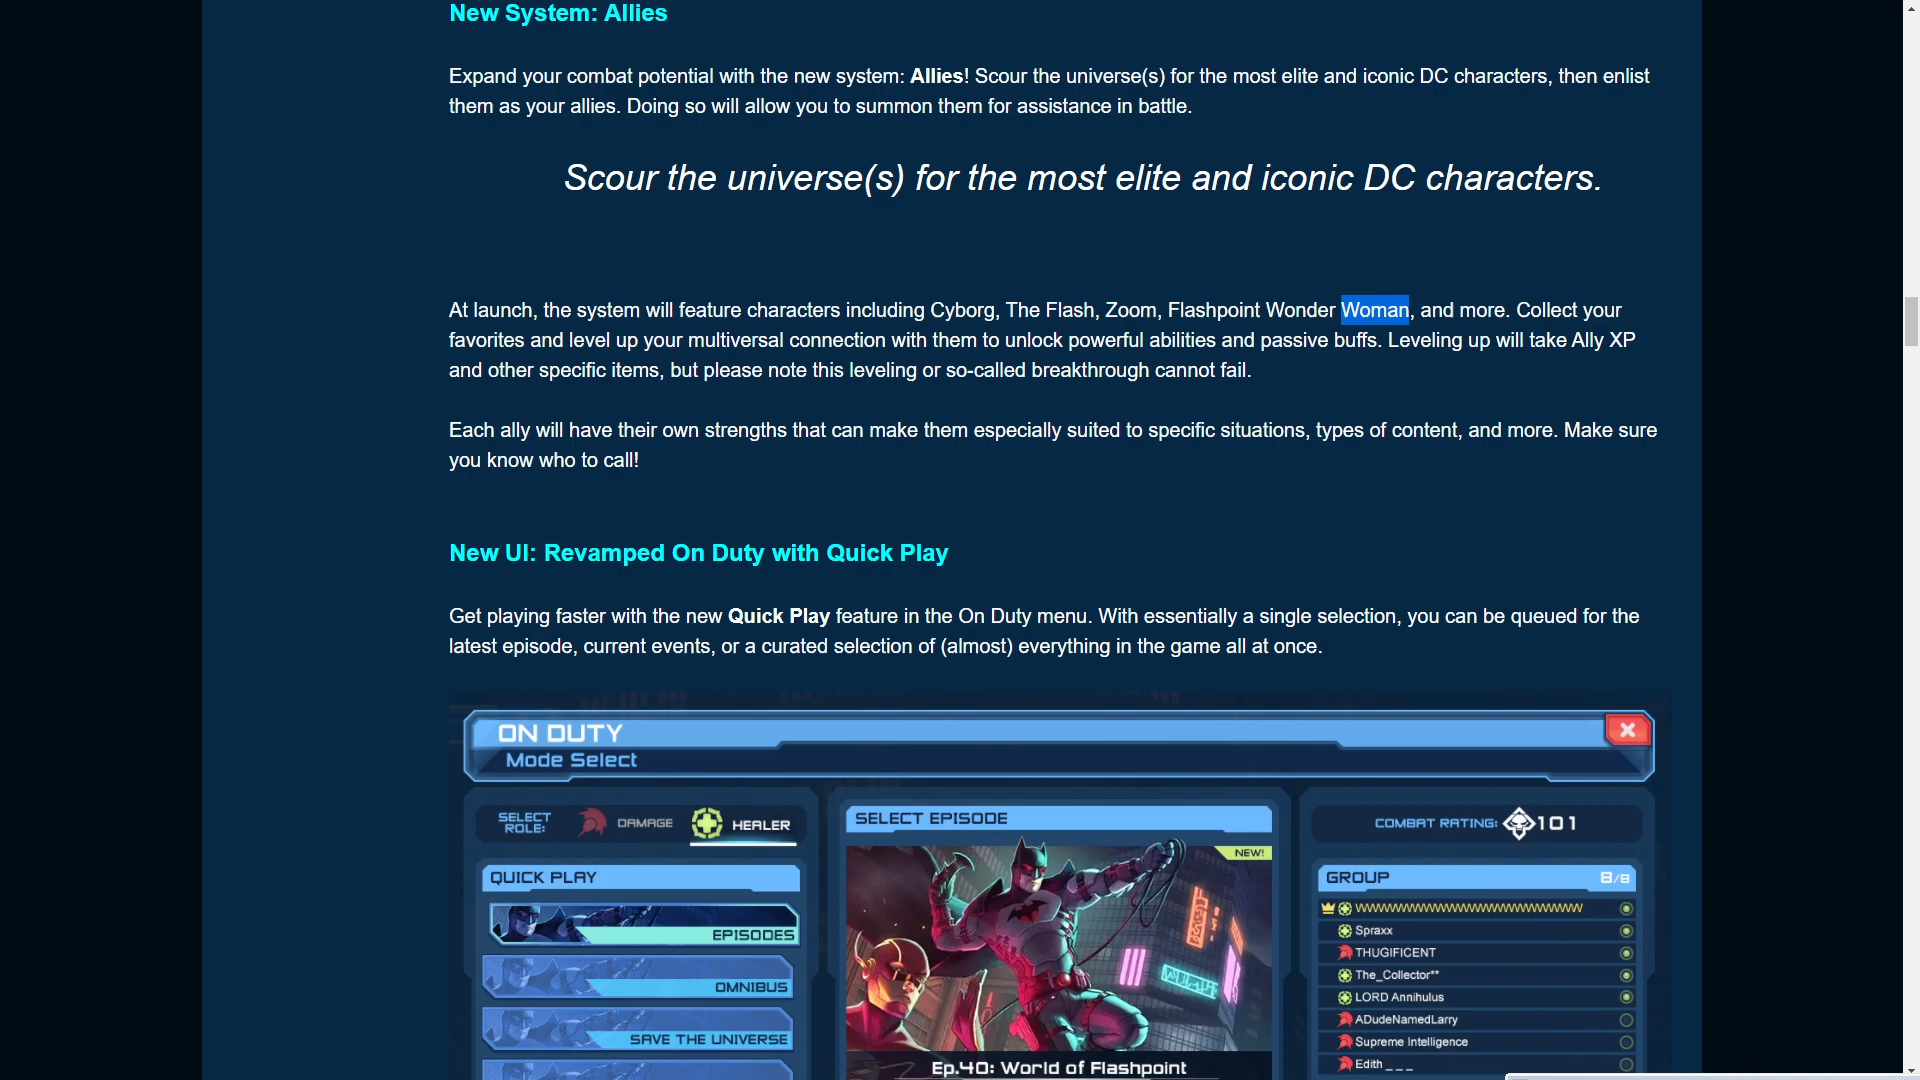 New System: Allies
Expand your combat potential with the new system: Allies! Scour the universe(s) for the most elite and iconic DC characters, then enlist
them as your allies. Doing so will allow you to summon them for assistance in battle.
Scour the universe(s) for the most elite and iconic DC characters.
At launch, the system will feature characters including Cyborg, The Flash, Zoom, Flashpoint Wonder Woman, and more. Collect your
favorites and level up your multiversal connection with them to unlock powerful abilities and passive buffs. Leveling up will take Ally XP
and other specific items, but please note this leveling or so-called breakthrough cannot fail.
Each ally will have their own strengths that can make them especially suited to specific situations, types of content, and more. Make sure
you know who to call!
New UI: Revamped On Duty with Quick Play
Get playing faster with the new Quick Play feature in the On Duty menu. With essentially a single selection, you can be queued for the
latest episode, current events, or a curated selection of (almost) everything in the game all at once.
ON DUTY
Mode Select
SELECT
ROLE:
DAMAGE
HEALER
QUICK PLAY
EPISODES
OMNIBUS
SAVE THE UNIVERSE
SELECT EPISODE
NEW!
Ep.40: World of Flashpoint
COMBAT RATING: 101
GROUP 8/8
Spraxx
THUGIFICENT
The_Collector**
LORD Annihulus
ADudeNamedLarry
Supreme Intelligence
Edith _ _ _